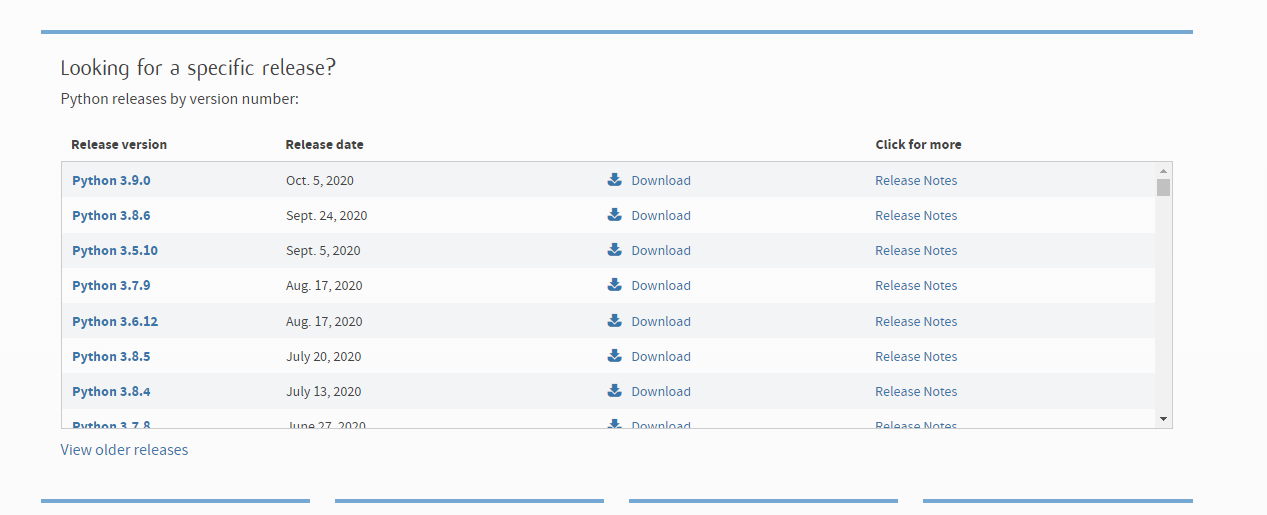 Looking for a specific release?
Python releases by version number:
Release version Release date Click for more
Python 3.9.0 Oct. 5, 2020 Download Release Notes
Python 3.8.6 Sept. 24, 2020 Download Release Notes
Python 3.5.10 Sept. 5, 2020 Download Release Notes
Python 3.7.9 Aug. 17, 2020 Download Release Notes
Python 3.6.12 Aug. 17, 2020 Download Release Notes
Python 3.8.5 July 20, 2020 Download Release Notes
Python 3.8.4 July 13, 2020 Download Release Notes
Python 3.7.8 June 27, 2020 Download Release Notes
View older releases